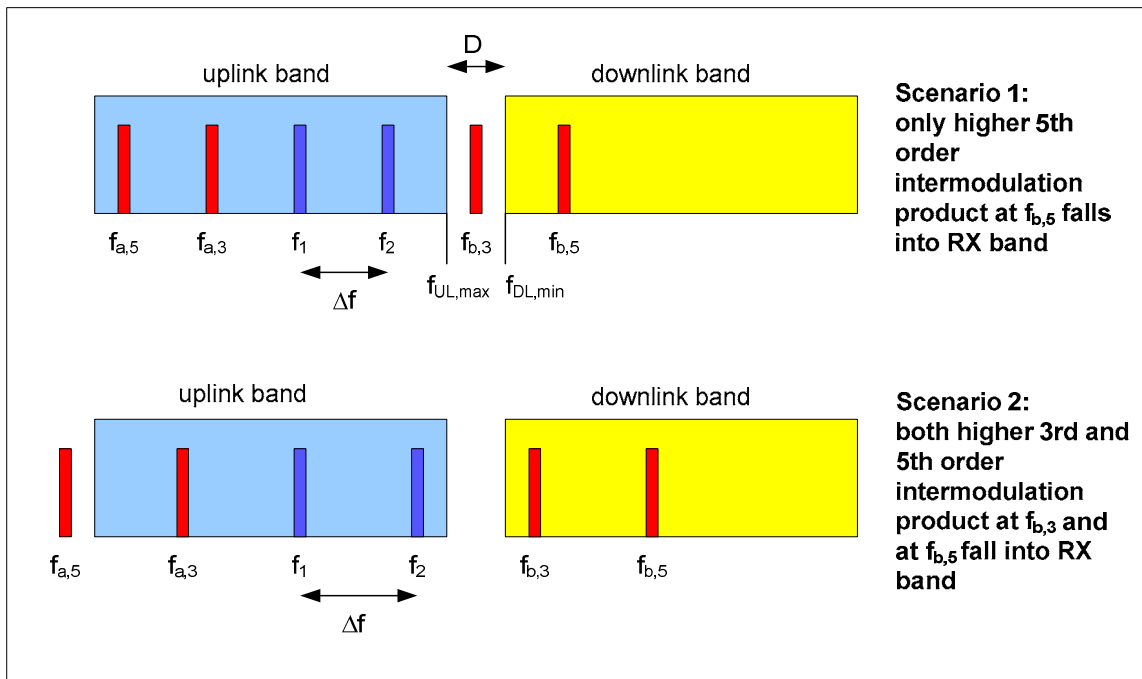 D
uplink band
downlink band
Scenario 1:
only higher 5th
order
intermodulation
product at fb,5 falls
into RX band
fa,5
fa,3
f1
f2
fb,3
fb,5
fUL,max
fDL,min
Δf
uplink band
downlink band
Scenario 2:
both higher 3rd and
5th order
intermodulation
product at fb,3 and
at fb,5 fall into RX
band
fa,5
fa,3
f1
f2
fb,3
fb,5
Δf